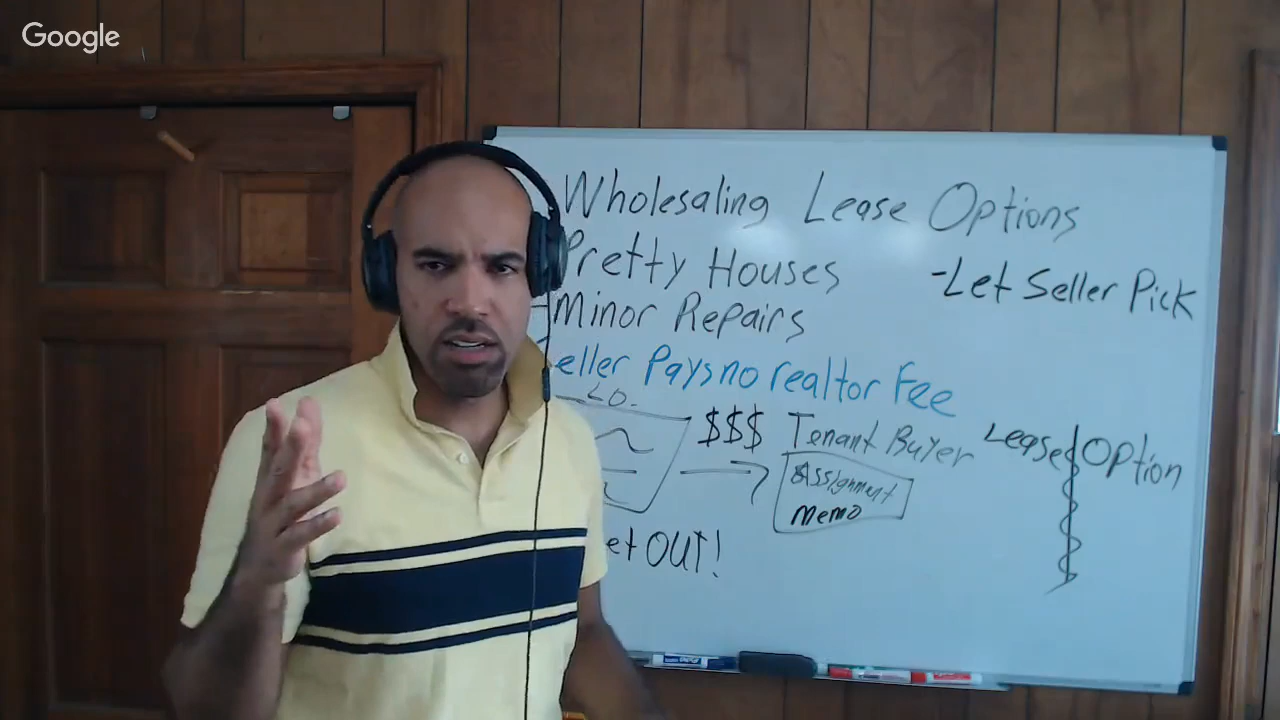 Google
Wholesaling Lease Options
Pretty Houses
-Let Seller Pick
-Minor Repairs
Seller Pays no realtor Fee
L.O.
$$$ Tenant Buyer
Lease Option
Assignment
Memo
et OUT!